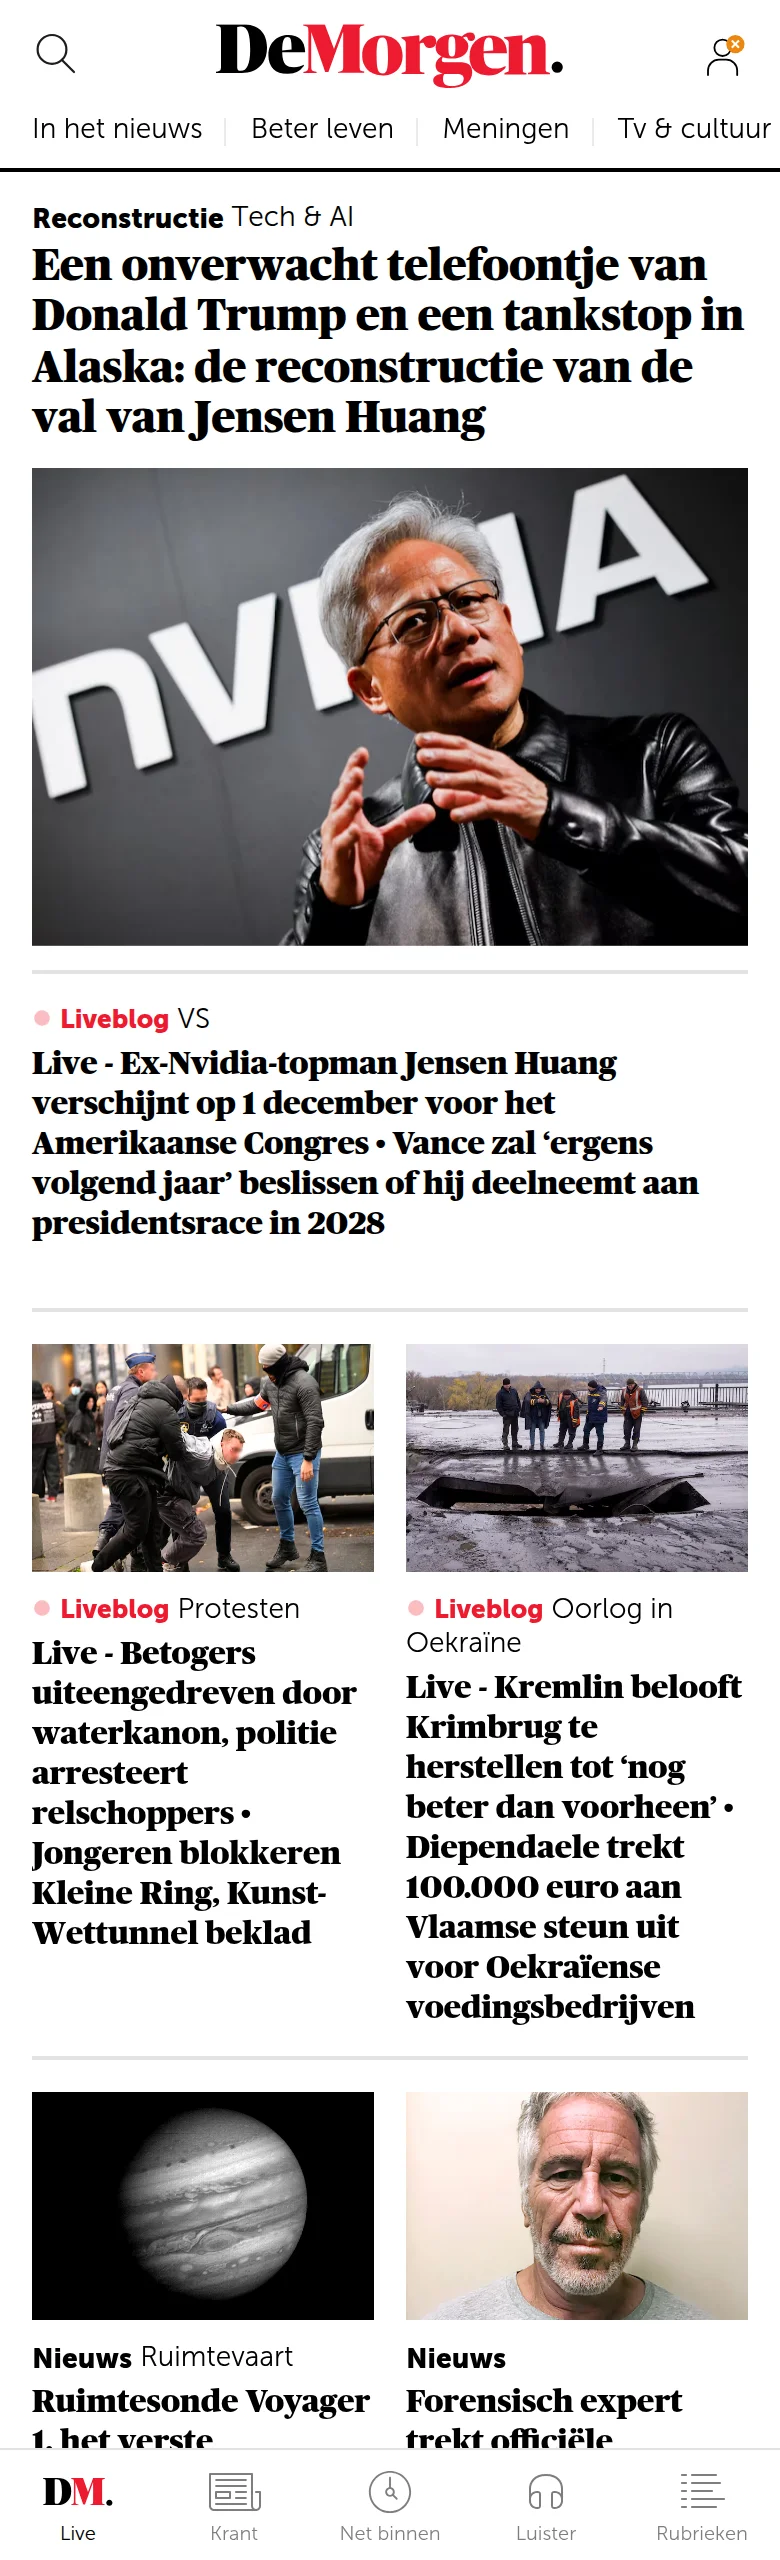 DeMorgen.
In het nieuws
Beter leven
Meningen
Tv & cultuur
Reconstructie Tech & AI
Een onverwacht telefoontje van
Donald Trump en een tankstop in
Alaska: de reconstructie van de
val van Jensen Huang
NVIDIA
Liveblog VS
Live - Ex-Nvidia-topman Jensen Huang
verschijnt op 1 december voor het
Amerikaanse Congres • Vance zal ‘ergens
volgend jaar’ beslissen of hij deelneemt aan
presidentsrace in 2028
Liveblog Protesten
Live - Betogers
uiteengedreven door
waterkanon, politie
arresteert
relschoppers •
Jongeren blokkeren
Kleine Ring, Kunst-
Wettunnel beklad
Liveblog Oorlog in
Oekraïne
Live - Kremlin belooft
Krimbrug te
herstellen tot ‘nog
beter dan voorheen’ •
Diependaele trekt
100.000 euro aan
Vlaamse steun uit
voor Oekraïense
voedingsbedrijven
Nieuws Ruimtevaart
Ruimtesonde Voyager
1, het verste
Nieuws
Forensisch expert
trekt officiële
DM.
Live
Krant
Net binnen
Luister
Rubrieken